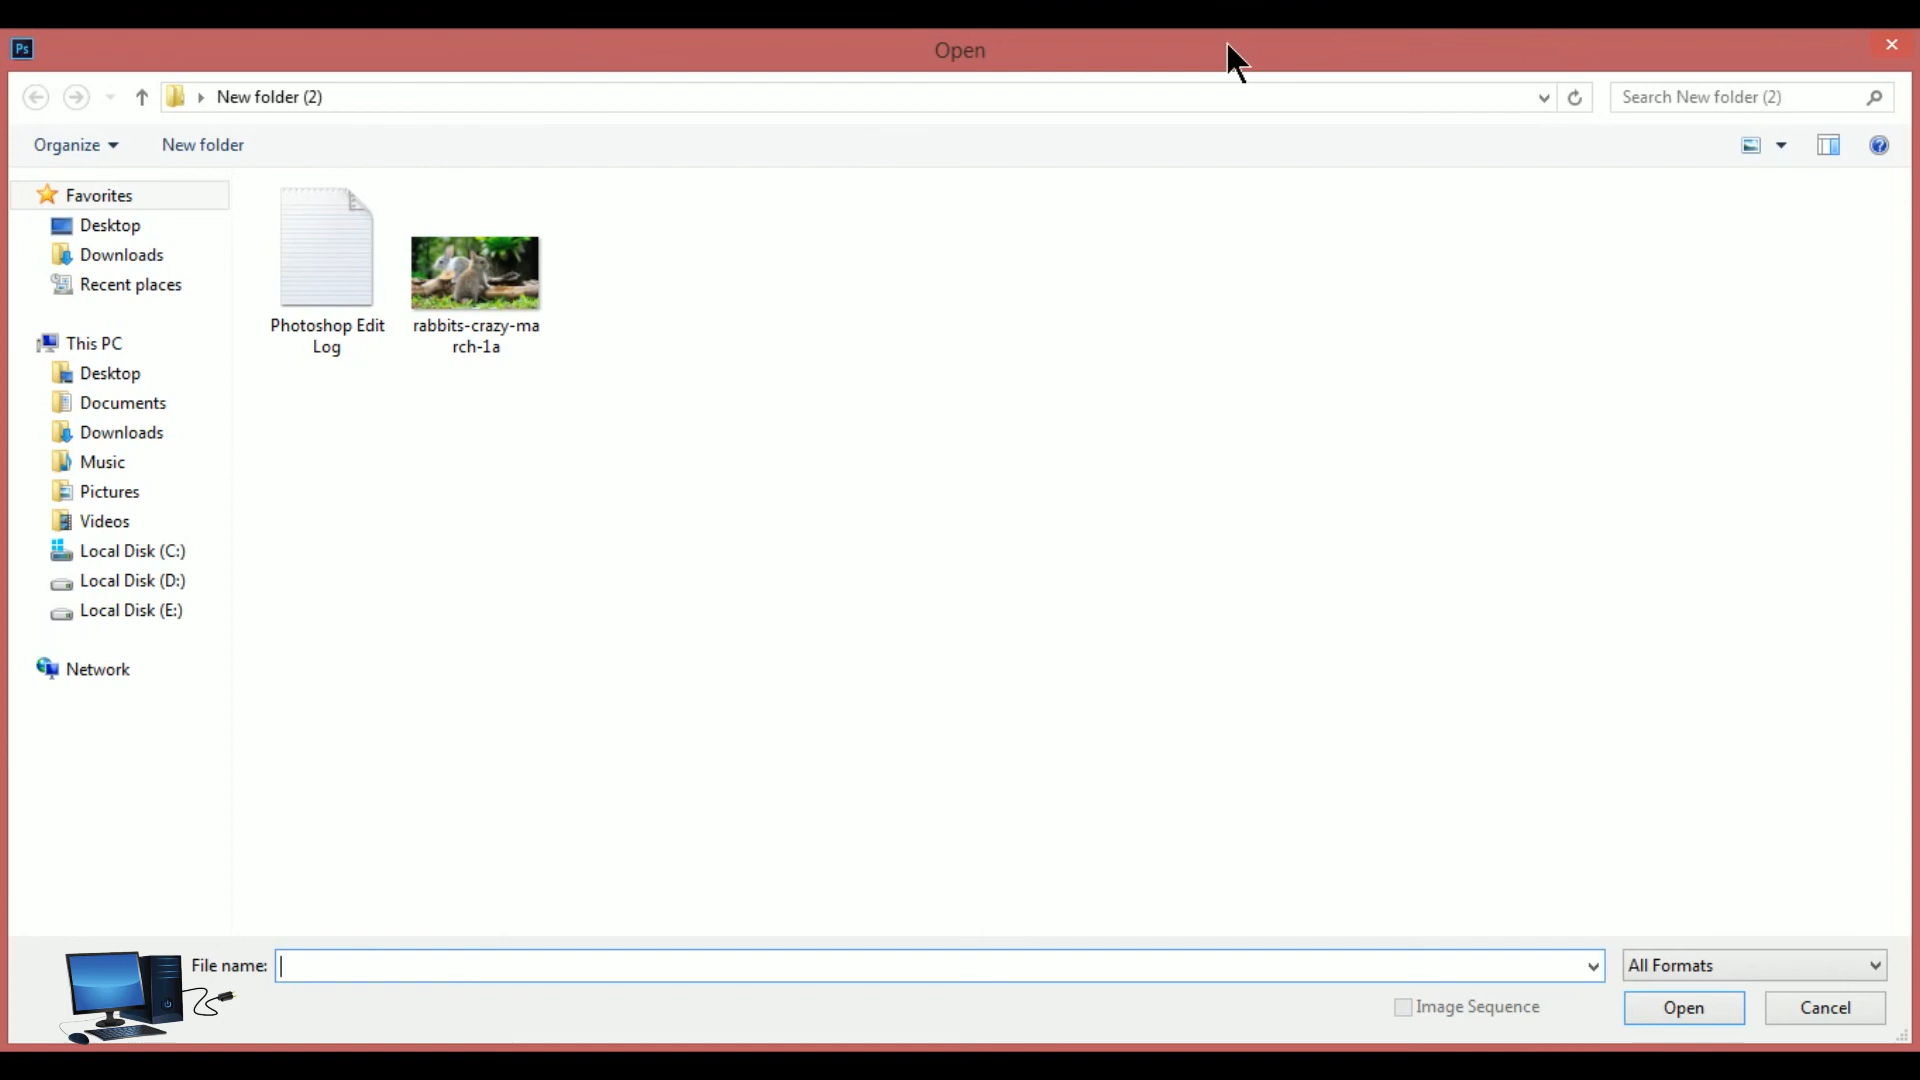 Ps
Open
New folder (2)
Search New folder (2)
Organize
New folder
Favorites
Desktop
Downloads
Recent places
This PC
Desktop
Documents
Downloads
Music
Pictures
Videos
Local Disk (C:)
Local Disk (D:)
Local Disk (E:)
Network
Photoshop Edit
Log
rabbits-crazy-ma
rch-1a
File name:
All Formats
Image Sequence
Open
Cancel